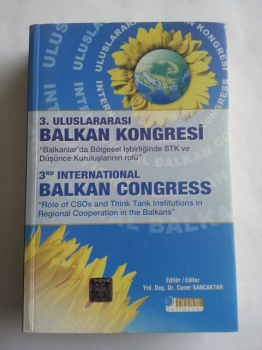 3. ULUSLARARASI
BALKAN KONGRESİ
"Balkanlar'da Bölgesel İşbirliğinde STK ve
Düşünce Kuruluşlarının rolü"
3RD INTERNATIONAL
BALKAN CONGRESS
"Role of CSOs and Think Tank Institutions in
Regional Cooperation in the Balkans"
Editör / Editor
Yrd. Doç. Dr. Caner SANCAKTAR